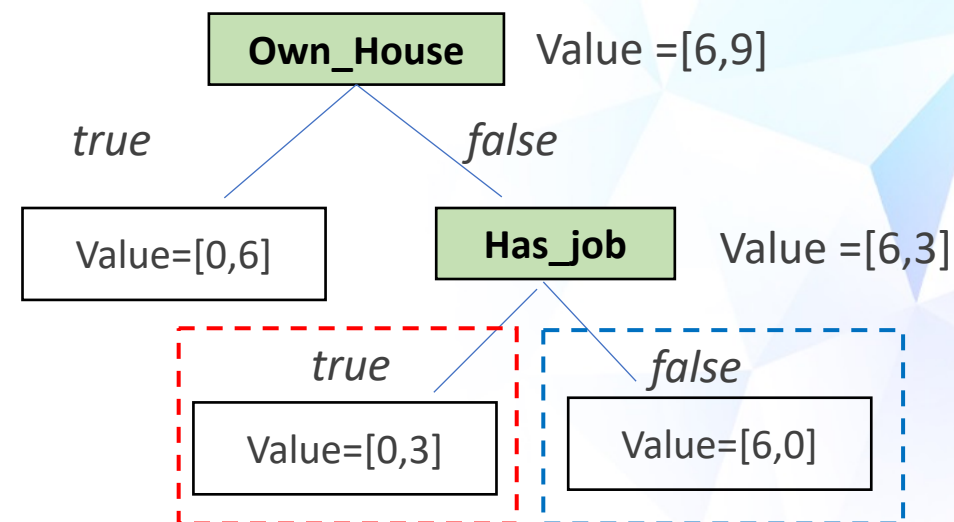 Own_House
Value =[6,9]
true
false
Value=[0,6]
Has_job
Value =[6,3]
true
false
Value=[0,3]
Value=[6,0]